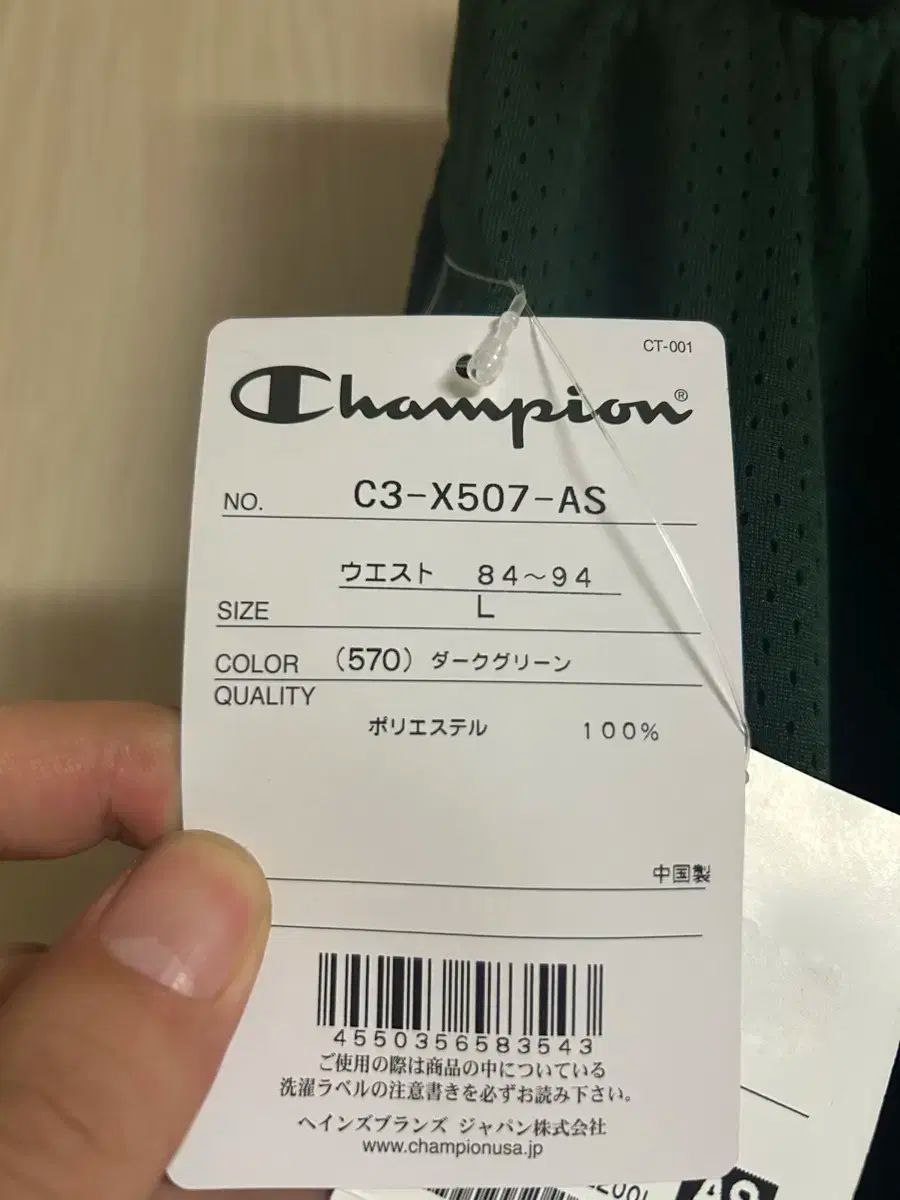 CT-001
Champion®
NO. C3-X507-AS
ウエスト 84〜94
SIZE L
COLOR (570) ダークグリーン
QUALITY
ポリエステル 100%
中国製
4550356583543
ご使用の際は商品の中についている
洗濯ラベルの注意書きを必ずお読み下さい。
ヘインズブランズ ジャパン株式会社
www.championusa.jp